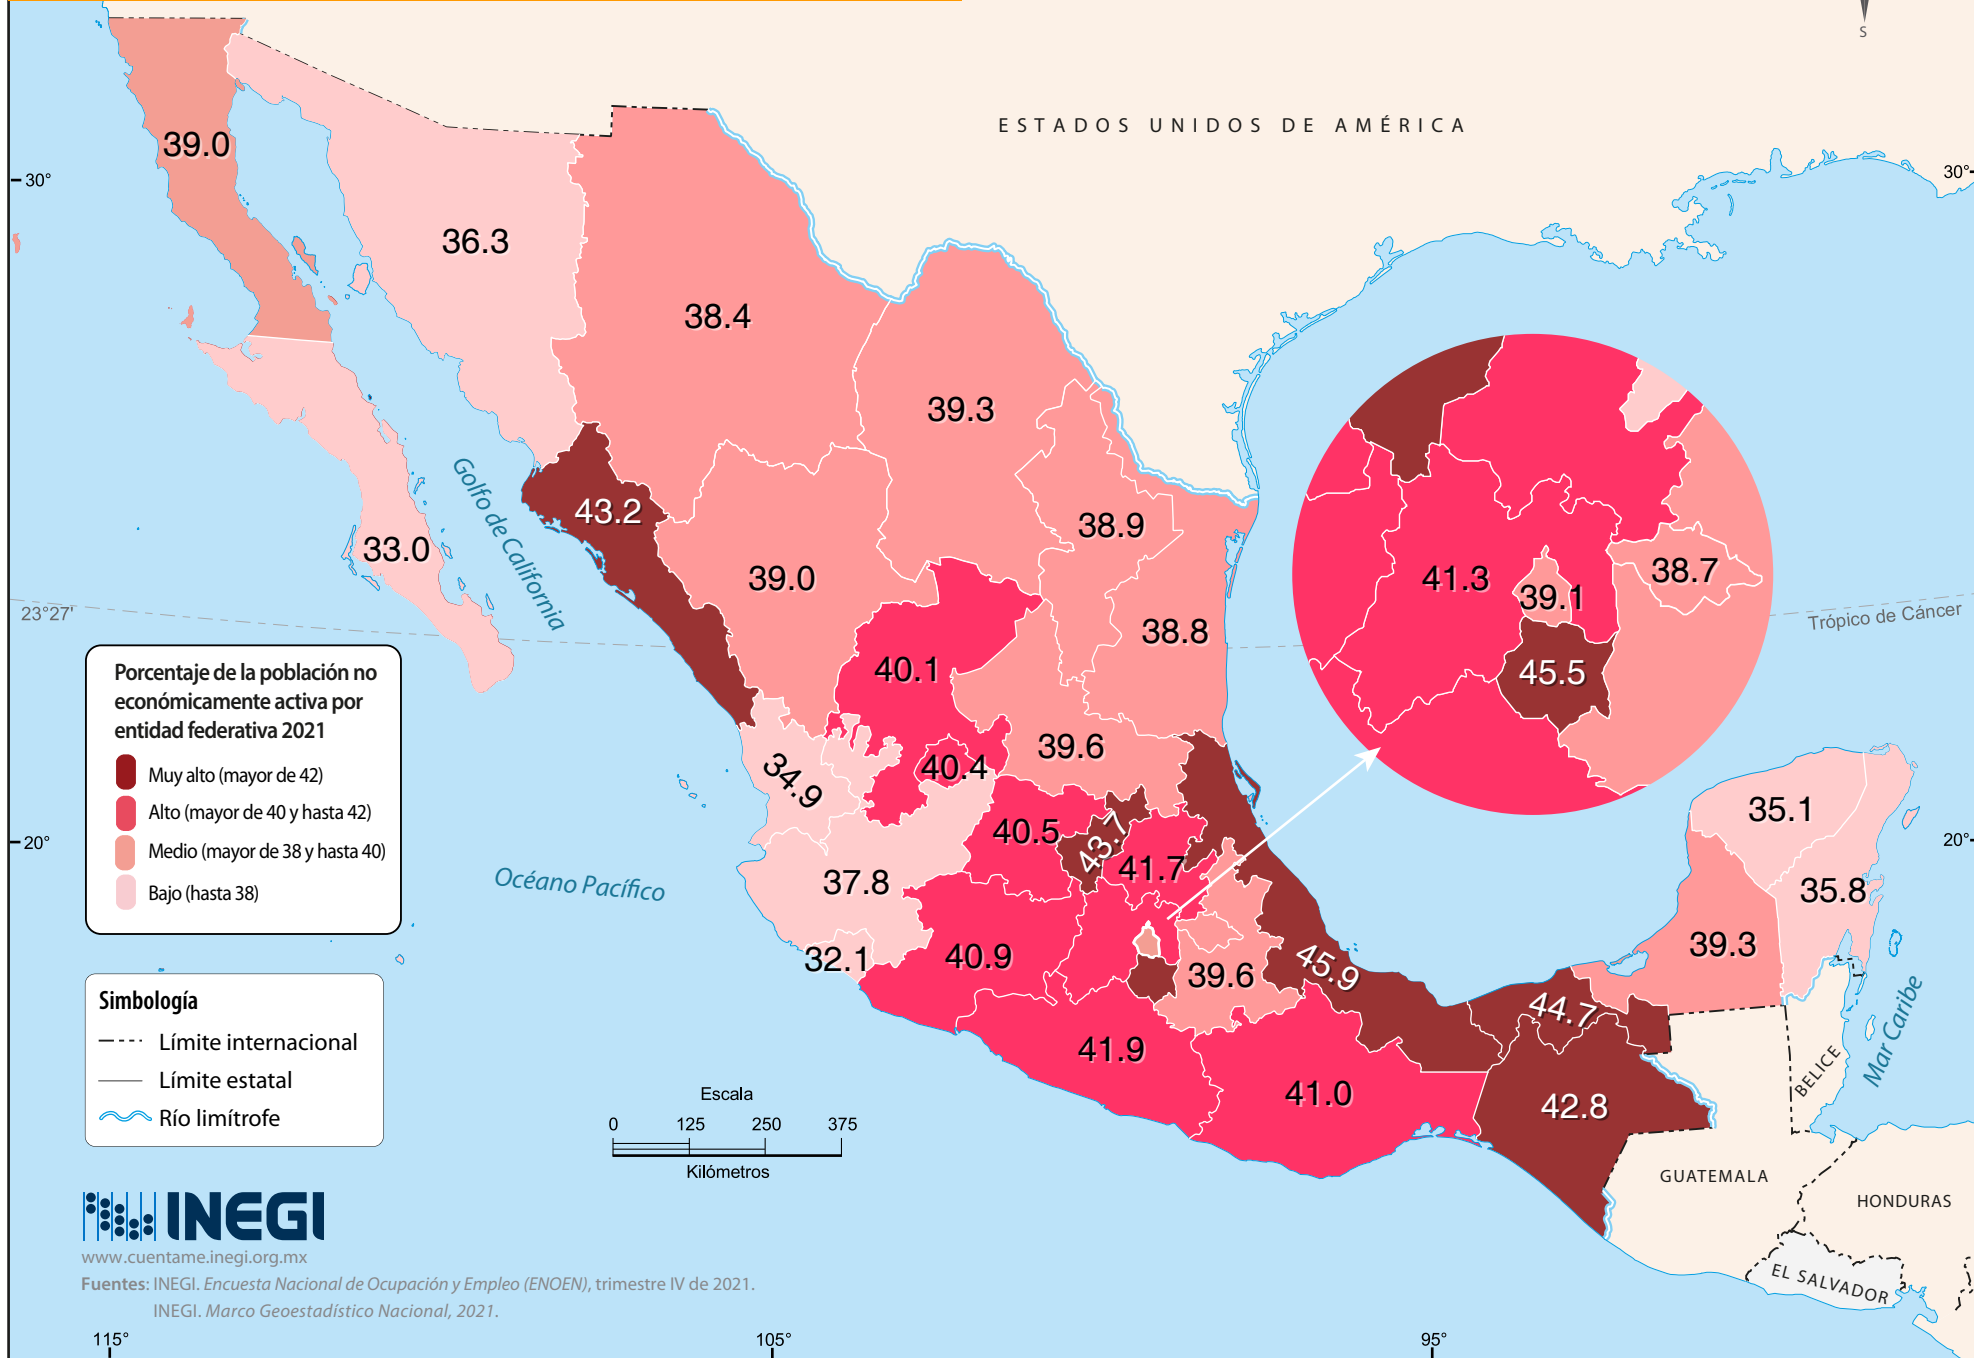 S
ESTADOS UNIDOS DE AMÉRICA
30°
30°
39.0
36.3
38.4
39.3
38.9
43.2
33.0
Golfo de California
39.0
38.8
41.3
39.1
38.7
45.5
23°27'
Trópico de Cáncer
40.1
39.6
40.4
34.9
40.5
43.7
41.7
37.8
32.1
40.9
39.6
45.9
44.7
41.9
41.0
42.8
35.1
35.8
39.3
20°
20°
Océano Pacífico
Mar Caribe
BELICE
GUATEMALA
HONDURAS
EL SALVADOR
Porcentaje de la población no
económicamente activa por
entidad federativa 2021
Muy alto (mayor de 42)
Alto (mayor de 40 y hasta 42)
Medio (mayor de 38 y hasta 40)
Bajo (hasta 38)
Simbología
Límite internacional
Límite estatal
Río limítrofe
Escala
0 125 250 375
Kilómetros
INEGI
www.cuentame.inegi.org.mx
Fuentes: INEGI. Encuesta Nacional de Ocupación y Empleo (ENOEN), trimestre IV de 2021.
INEGI. Marco Geoestadístico Nacional, 2021.
115°
105°
95°